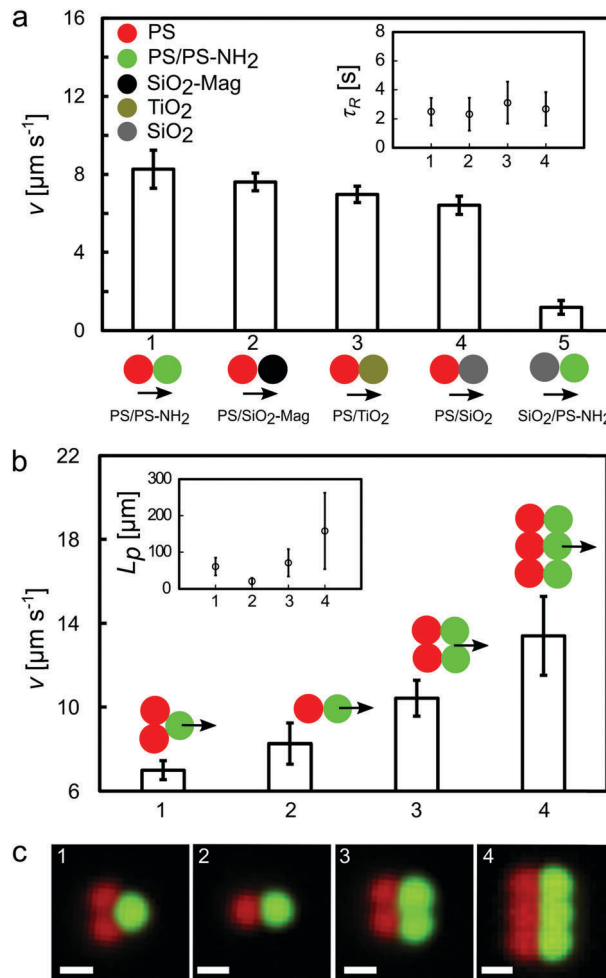 a
PS
PS/PS-NH₂
SiO₂-Mag
TiO₂
SiO₂
v [µm s⁻¹]
16
12
8
4
0
τR [s]
8
6
4
2
0
1 2 3 4
1 2 3 4 5
PS/PS-NH₂ PS/SiO₂-Mag PS/TiO₂ PS/SiO₂ SiO₂/PS-NH₂
b
v [µm s⁻¹]
22
18
14
10
6
Lp [µm]
300
200
100
0
1 2 3 4
1 2 3 4
c
1 2 3 4